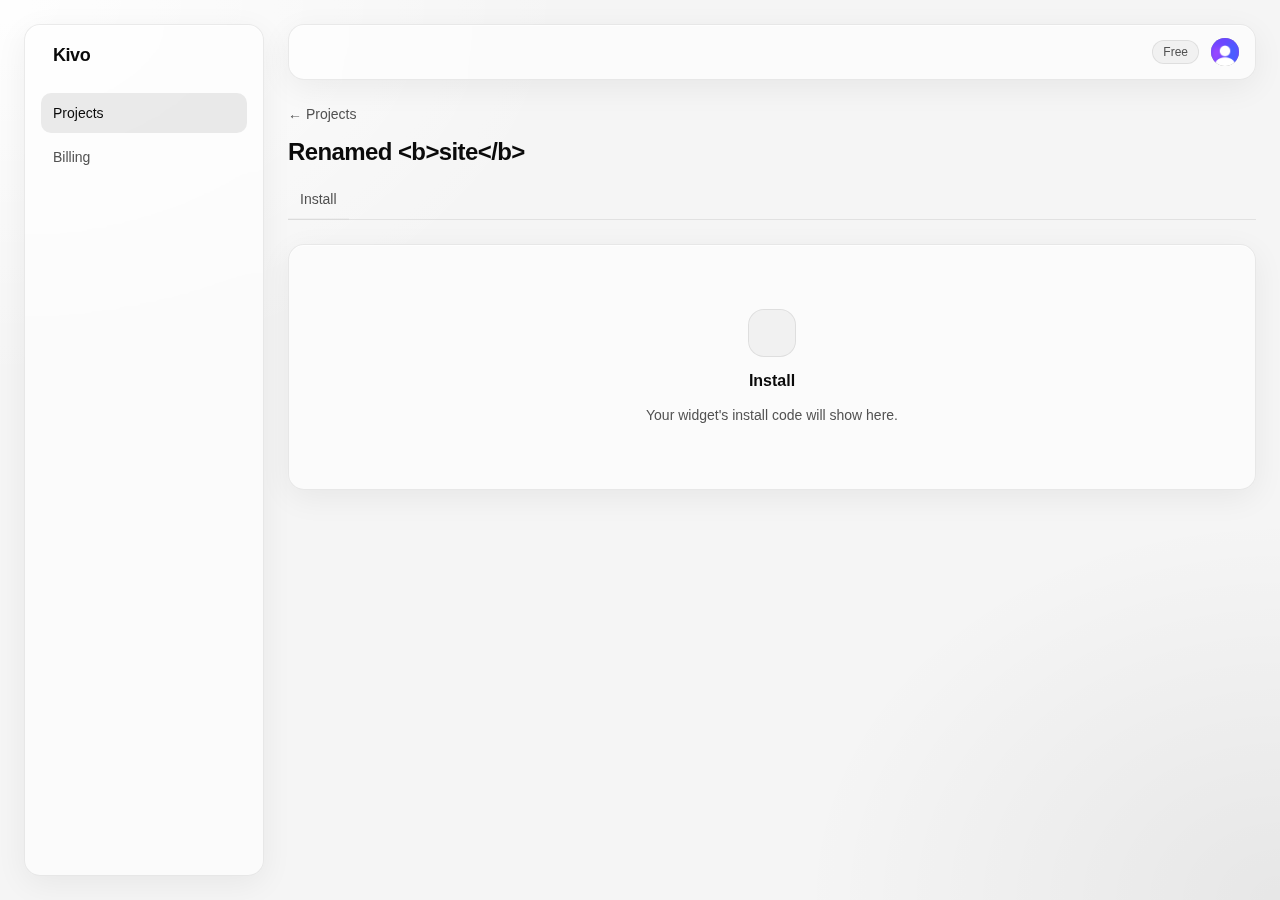 Kivo
Projects
Billing
Free
← Projects
Renamed <b>site</b>
Install
Install
Your widget's install code will show here.